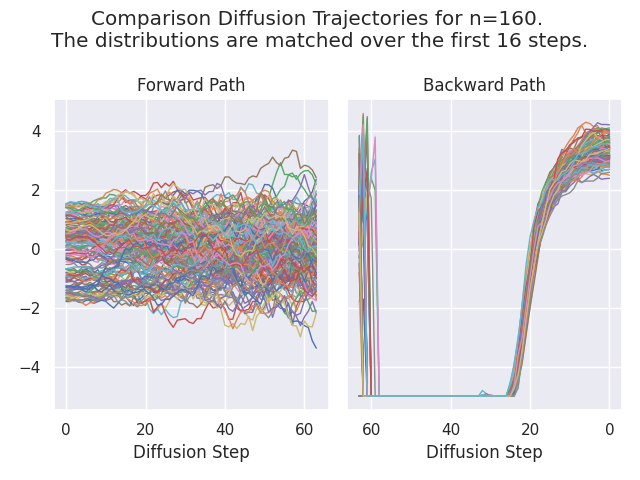 Comparison Diffusion Trajectories for n=160.
The distributions are matched over the first 16 steps.
Forward Path
Backward Path
4
2
0
−2
−4
0 20 40 60
60 40 20 0
Diffusion Step
Diffusion Step